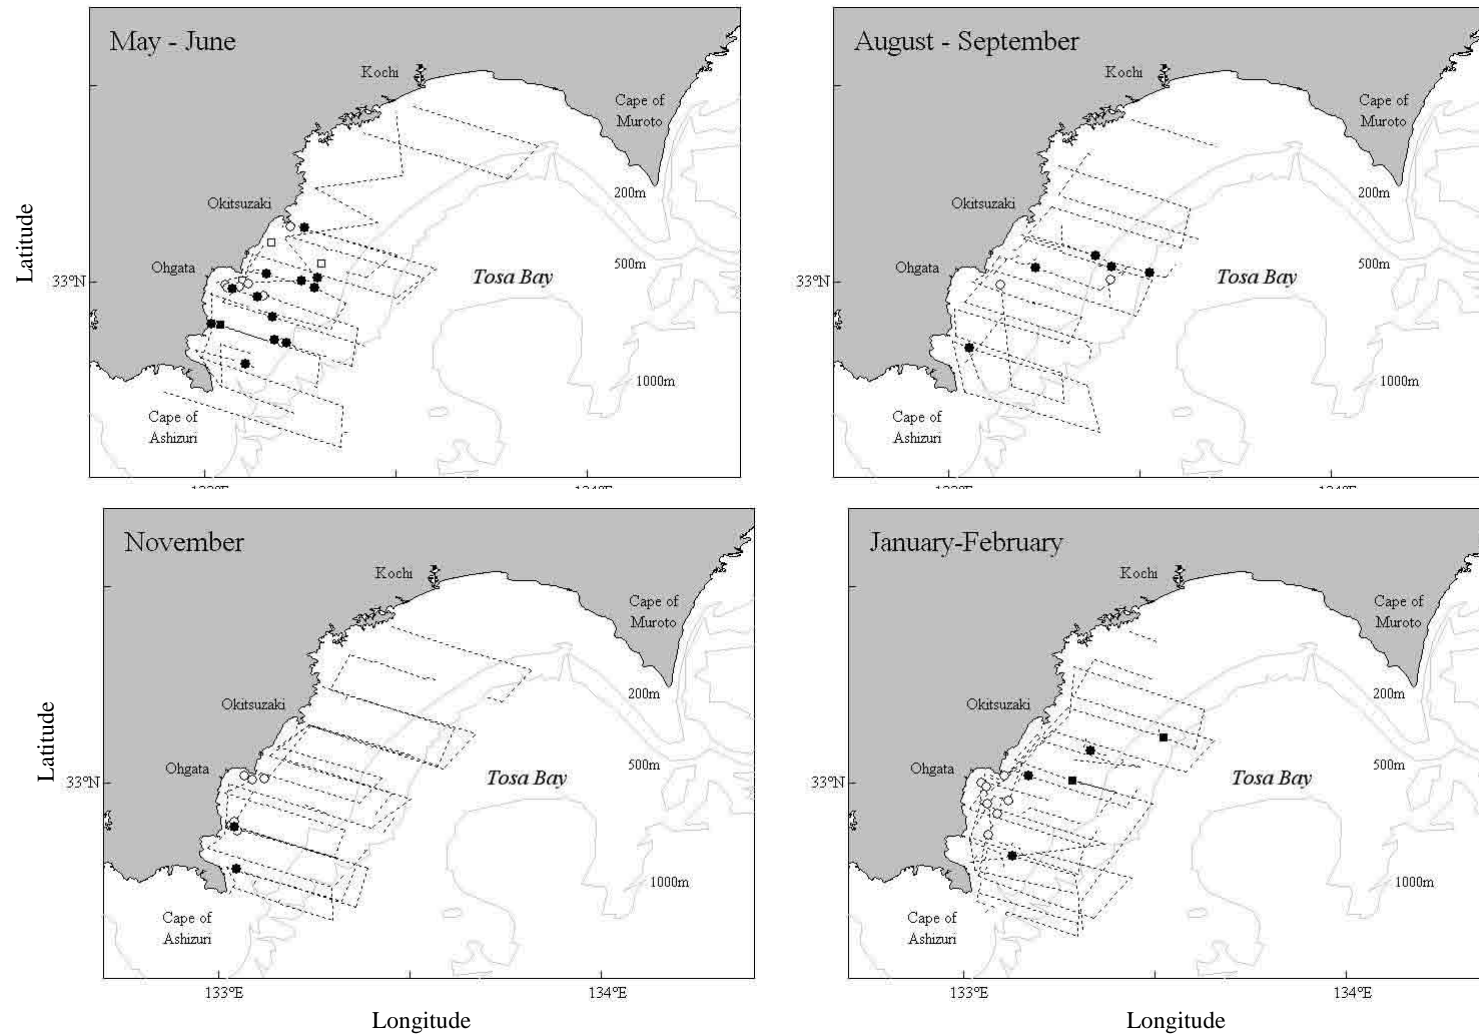 May - June
Kochi
Cape of
Muroto
200m
Okitsuzaki
500m
Ohgata
Tosa Bay
33°N
1000m
Cape of
Ashizuri
Latitude
August - September
Kochi
Cape of
Muroto
200m
Okitsuzaki
500m
Ohgata
Tosa Bay
33°N
1000m
Cape of
Ashizuri
November
Kochi
Cape of
Muroto
200m
Okitsuzaki
500m
Ohgata
Tosa Bay
33°N
1000m
Cape of
Ashizuri
133°E
134°E
Latitude
Longitude
January-February
Kochi
Cape of
Muroto
200m
Okitsuzaki
500m
Ohgata
Tosa Bay
33°N
1000m
Cape of
Ashizuri
133°E
134°E
Longitude